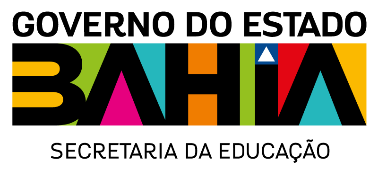 GOVERNO DO ESTADO
BAHIA
SECRETARIA DA EDUCAÇÃO